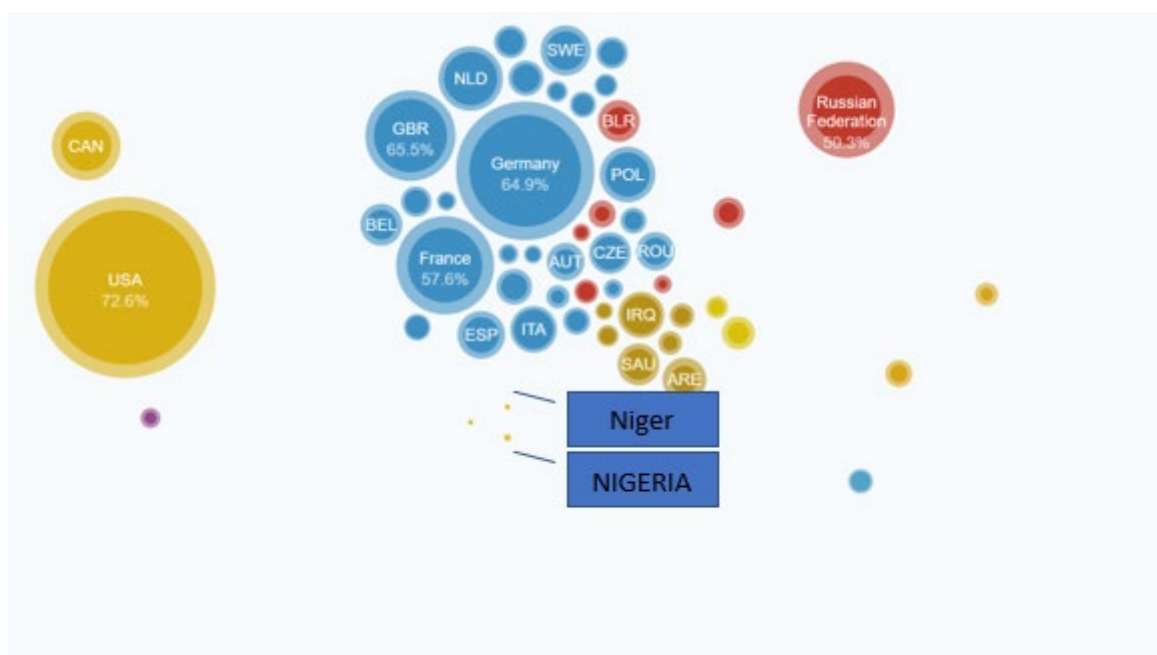 SWE
NLD
CAN
GBR
65.5%
Germany
64.9%
BLR
Russian
Federation
50.3%
POL
BEL
France
57.6%
AUT
CZE
ROU
USA
72.6%
ESP
ITA
IRQ
SAU
ARE
Niger
NIGERIA